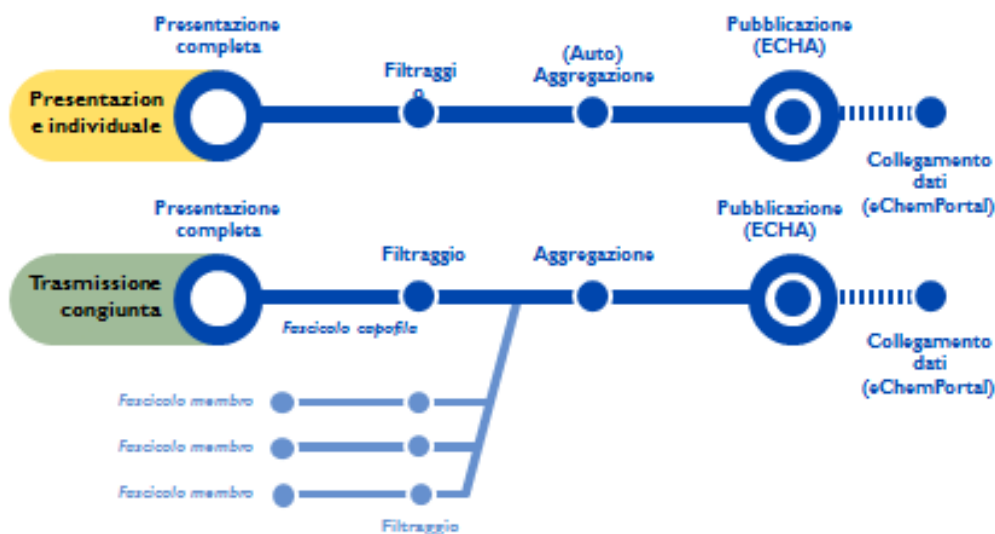 Presentazione
completa
Filtraggi
o
(Auto)
Aggregazione
Pubblicazione
(ECHA)
Presentazion
e individuale
Collegamento
dati
(eChemPortal)
Presentazione
completa
Filtraggio
Aggregazione
Pubblicazione
(ECHA)
Trasmissione
congiunta
Fascicolo capofila
Collegamento
dati
(eChemPortal)
Fascicolo membro
Fascicolo membro
Fascicolo membro
Filtraggio